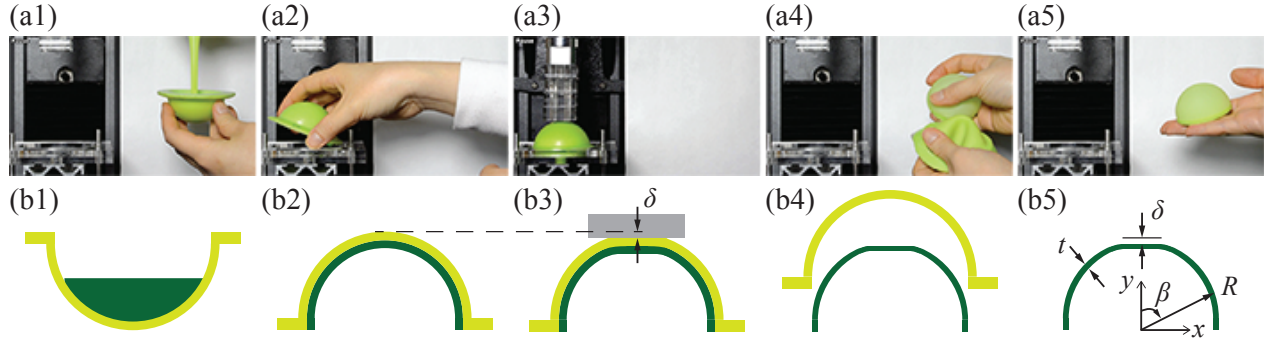 (a1) (a2) (a3) (a4) (a5)
(b1) (b2) (b3) δ (b4) (b5) δ
t y β R
x